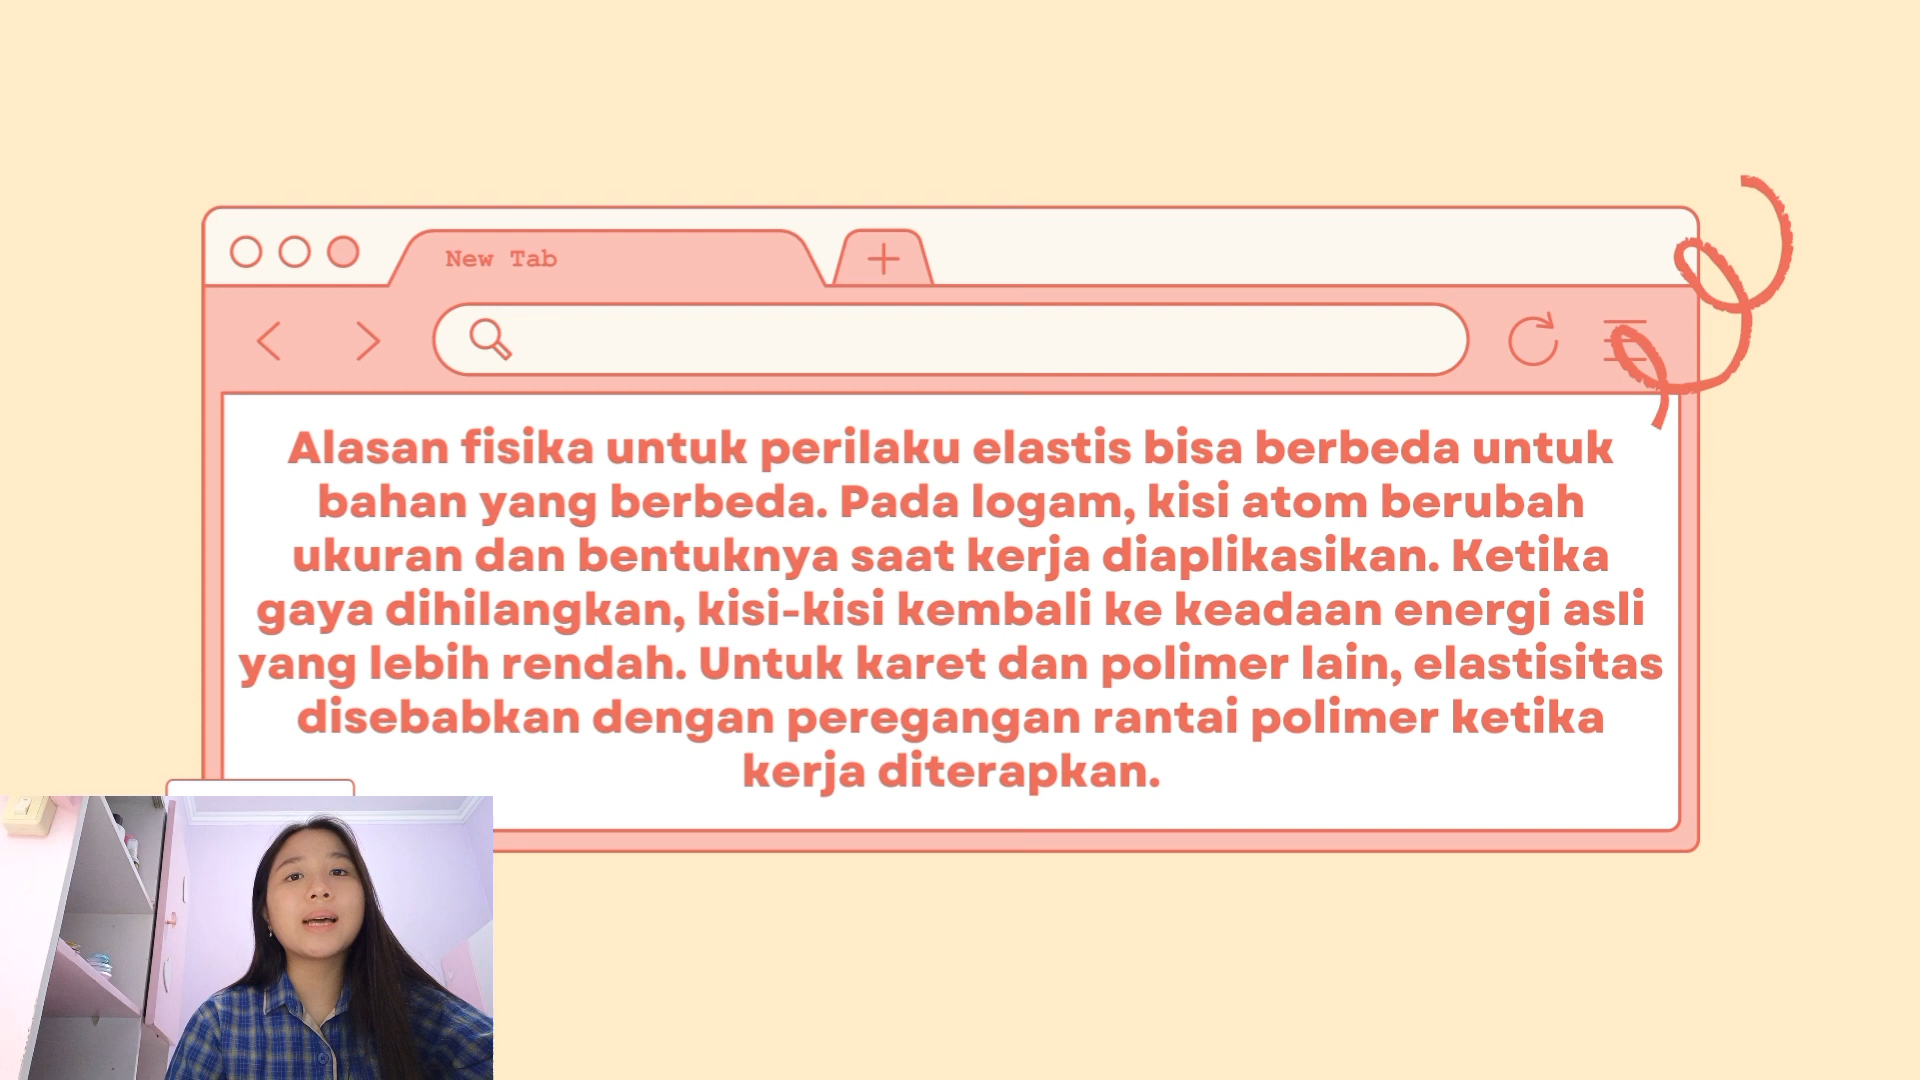 New Tab
Alasan fisika untuk perilaku elastis bisa berbeda untuk
bahan yang berbeda. Pada logam, kisi atom berubah
ukuran dan bentuknya saat kerja diaplikasikan. Ketika
gaya dihilangkan, kisi-kisi kembali ke keadaan energi asli
yang lebih rendah. Untuk karet dan polimer lain, elastisitas
disebabkan dengan peregangan rantai polimer ketika
kerja diterapkan.